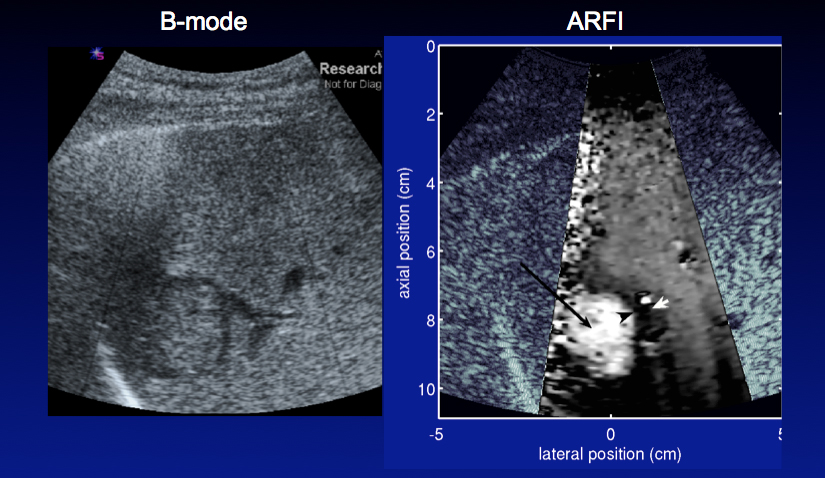 B-mode
ARFI
Research
Not for Diag
0
2
4
6
8
10
axial position (cm)
-5
0
5
lateral position (cm)